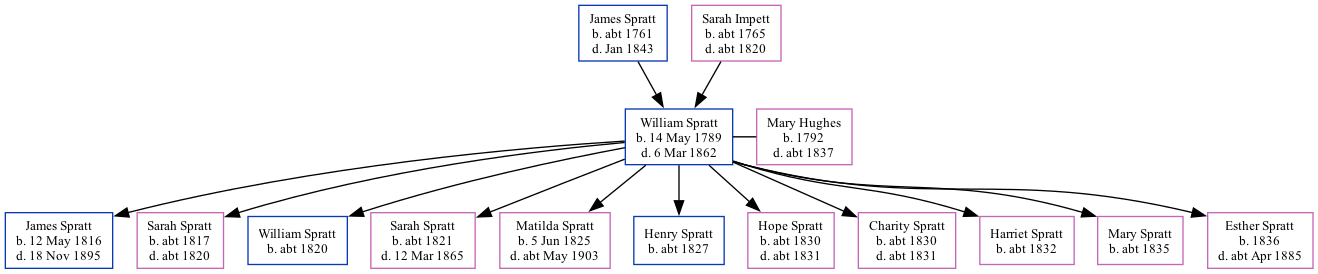 James Spratt
b. abt 1761
d. Jan 1843
Sarah Impett
b. abt 1765
d. abt 1820
William Spratt
b. 14 May 1789
d. 6 Mar 1862
Mary Hughes
b. 1792
d. abt 1837
James Spratt
b. 12 May 1816
d. 18 Nov 1895
Sarah Spratt
b. abt 1817
d. abt 1820
William Spratt
b. abt 1820
Sarah Spratt
b. abt 1821
d. 12 Mar 1865
Matilda Spratt
b. 5 Jun 1825
d. abt May 1903
Henry Spratt
b. abt 1827
Hope Spratt
b. abt 1830
d. abt 1831
Charity Spratt
b. abt 1830
d. abt 1831
Harriet Spratt
b. abt 1832
Mary Spratt
b. abt 1835
Esther Spratt
b. 1836
d. abt Apr 1885